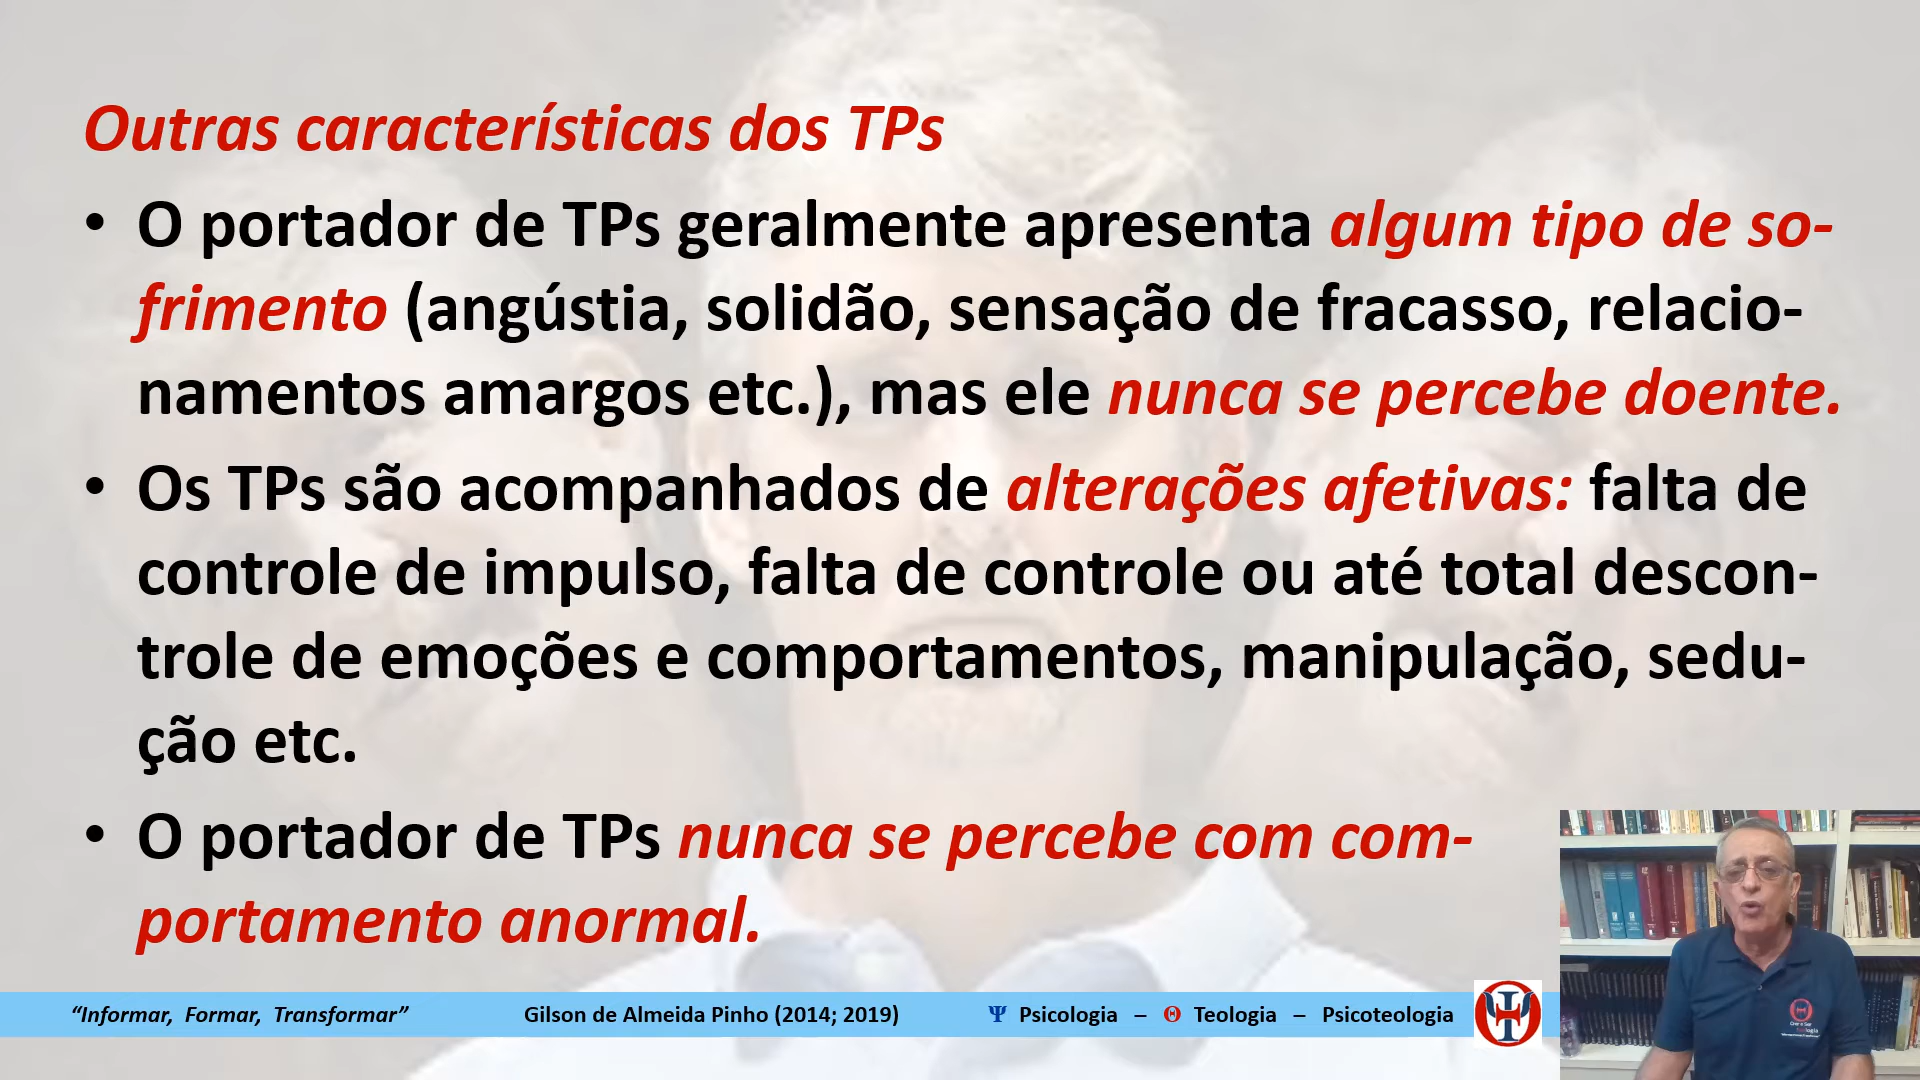 Outras características dos TPs
• O portador de TPs geralmente apresenta algum tipo de so-
frimento (angústia, solidão, sensação de fracasso, relacio-
namentos amargos etc.), mas ele nunca se percebe doente.
• Os TPs são acompanhados de alterações afetivas: falta de
controle de impulso, falta de controle ou até total descon-
trole de emoções e comportamentos, manipulação, sedu-
ção etc.
• O portador de TPs nunca se percebe com com-
portamento anormal.
“Informar, Formar, Transformar” Gilson de Almeida Pinho (2014; 2019) Ψ Psicologia – Θ Teologia – Psicoteologia